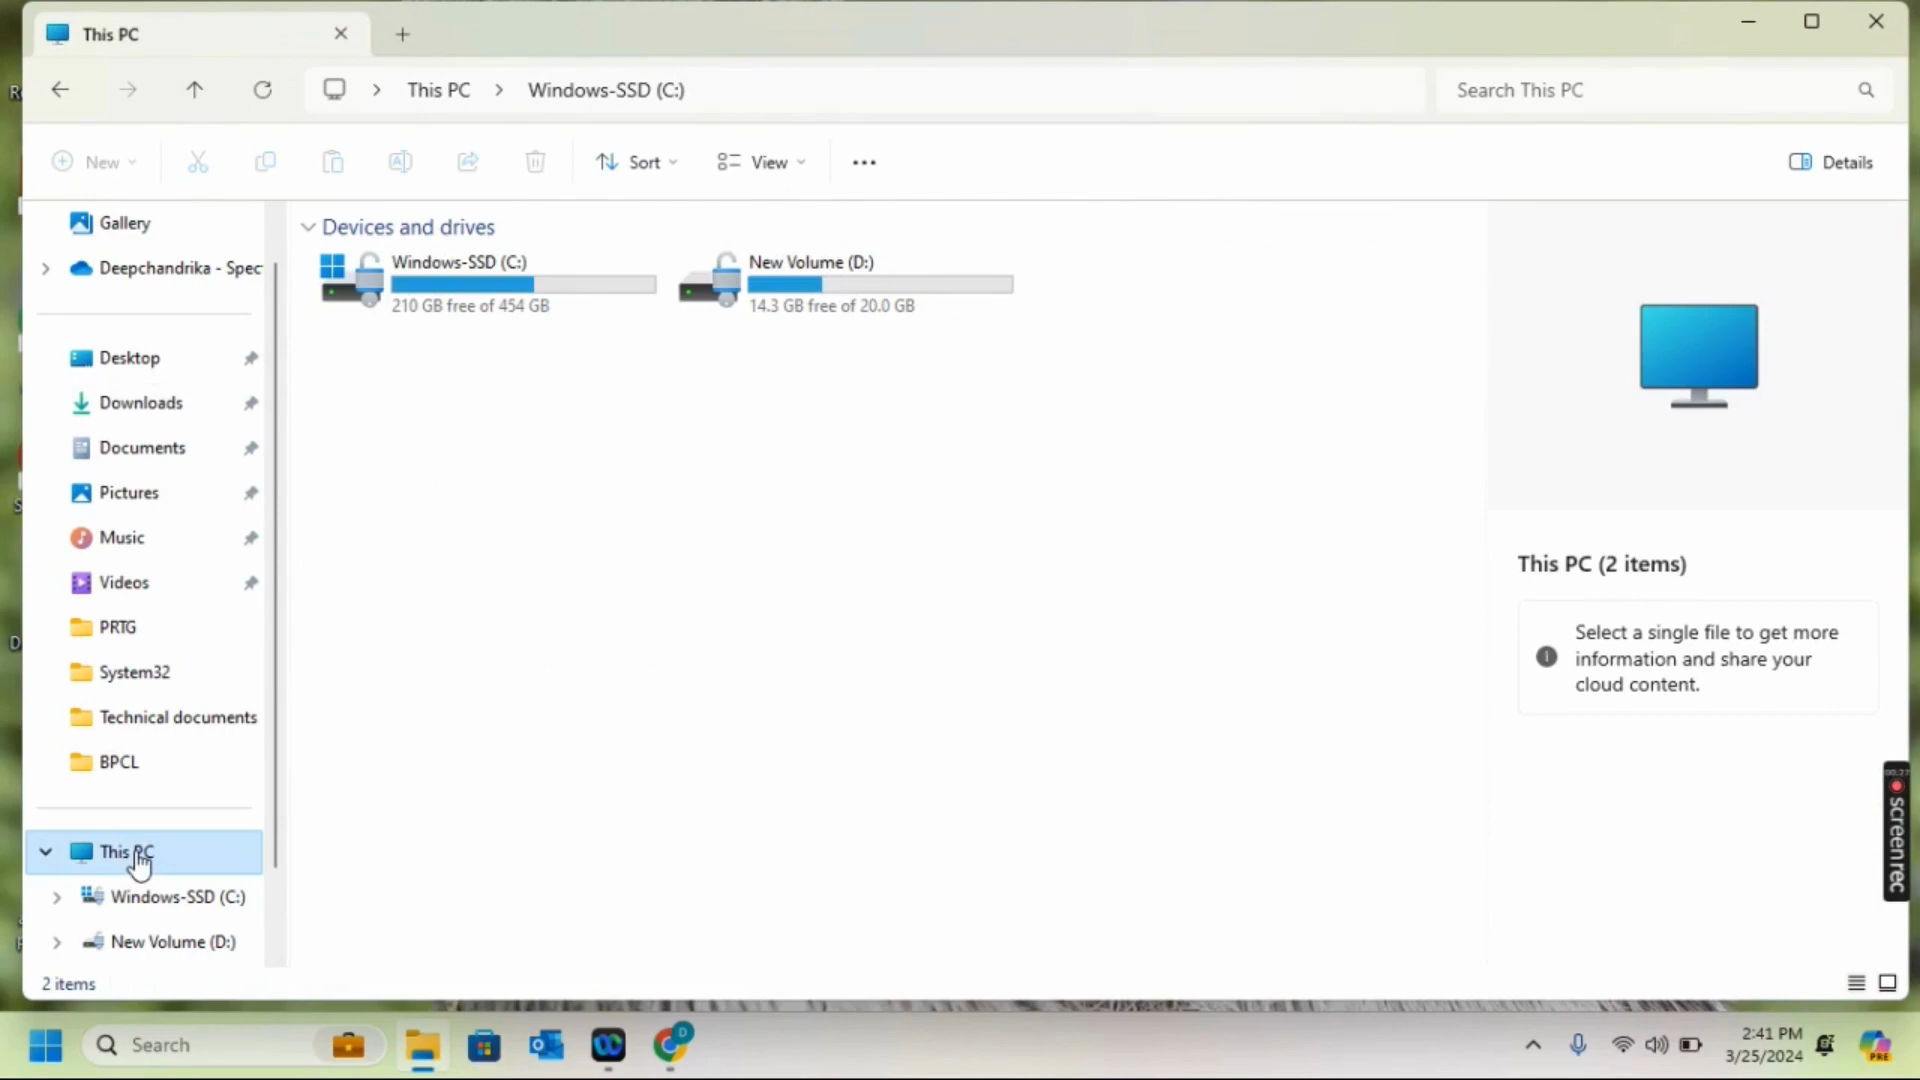 This PC
This PC > Windows-SSD (C:)
Search This PC
New
Sort
View
Details
Gallery
Deepchandrika - Spec
Desktop
Downloads
Documents
Pictures
Music
Videos
PRTG
System32
Technical documents
BPCL
This PC
Windows-SSD (C:)
New Volume (D:)
2 items
Devices and drives
Windows-SSD (C:)
210 GB free of 454 GB
New Volume (D:)
14.3 GB free of 20.0 GB
This PC (2 items)
Select a single file to get more
information and share your
cloud content.
00:27
screenrec
Search
D
2:41 PM
3/25/2024
PRE